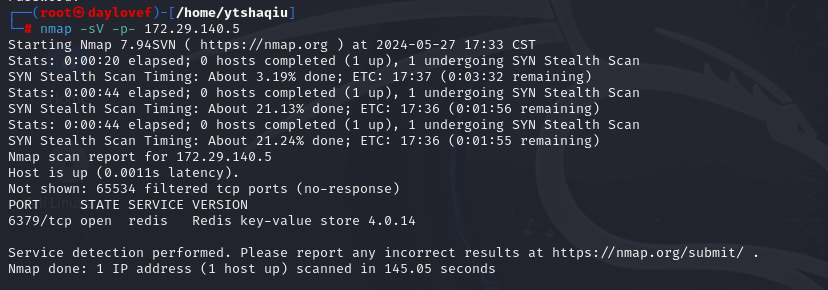 ┌──(root㉿daylovef)-[/home/ytshaqiu]
└─# nmap -sV -p- 172.29.140.5
Starting Nmap 7.94SVN ( https://nmap.org ) at 2024-05-27 17:33 CST
Stats: 0:00:20 elapsed; 0 hosts completed (1 up), 1 undergoing SYN Stealth Scan
SYN Stealth Scan Timing: About 3.19% done; ETC: 17:37 (0:03:32 remaining)
Stats: 0:00:44 elapsed; 0 hosts completed (1 up), 1 undergoing SYN Stealth Scan
SYN Stealth Scan Timing: About 21.13% done; ETC: 17:36 (0:01:56 remaining)
Stats: 0:00:44 elapsed; 0 hosts completed (1 up), 1 undergoing SYN Stealth Scan
SYN Stealth Scan Timing: About 21.24% done; ETC: 17:36 (0:01:55 remaining)
Nmap scan report for 172.29.140.5
Host is up (0.0011s latency).
Not shown: 65534 filtered tcp ports (no-response)
PORT     STATE SERVICE VERSION
6379/tcp open  redis   Redis key-value store 4.0.14

Service detection performed. Please report any incorrect results at https://nmap.org/submit/ .
Nmap done: 1 IP address (1 host up) scanned in 145.05 seconds